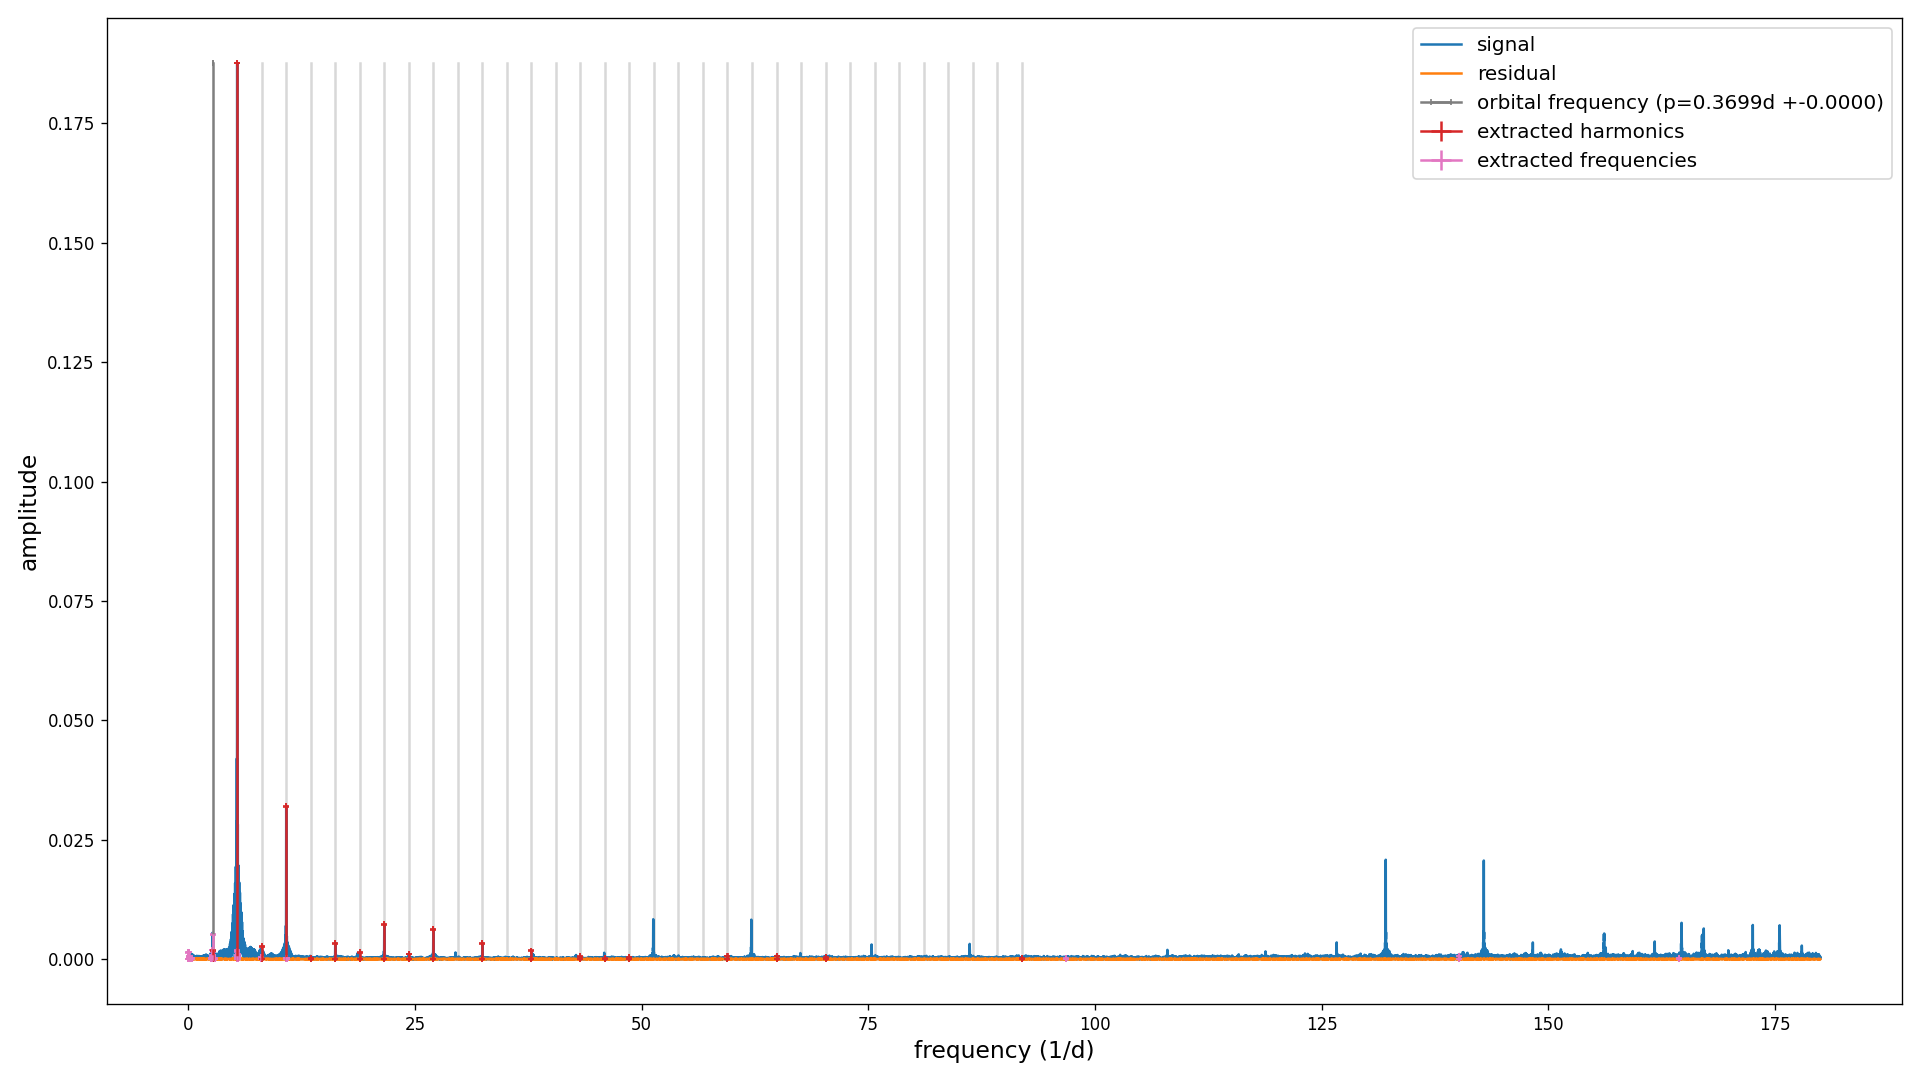 signal
residual
orbital frequency (p=0.3699d +-0.0000)
extracted harmonics
extracted frequencies
amplitude
0.175
0.150
0.125
0.100
0.075
0.050
0.025
0.000
0 25 50 75 100 125 150 175
frequency (1/d)